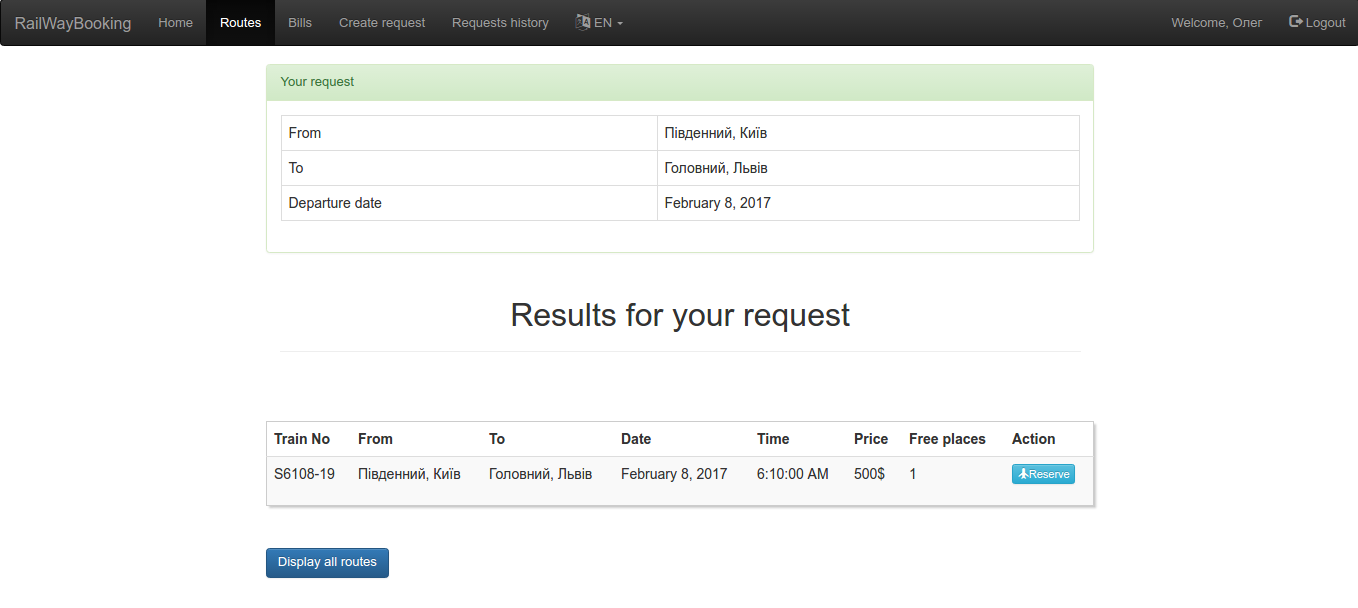 RailWayBooking Home Routes Bills Create request Requests history EN Welcome, Олег Logout
Your request
From Південний, Київ
To Головний, Львів
Departure date February 8, 2017
Results for your request
Train No From To Date Time Price Free places Action
S6108-19 Південний, Київ Головний, Львів February 8, 2017 6:10:00 AM 500$ 1 Reserve
Display all routes